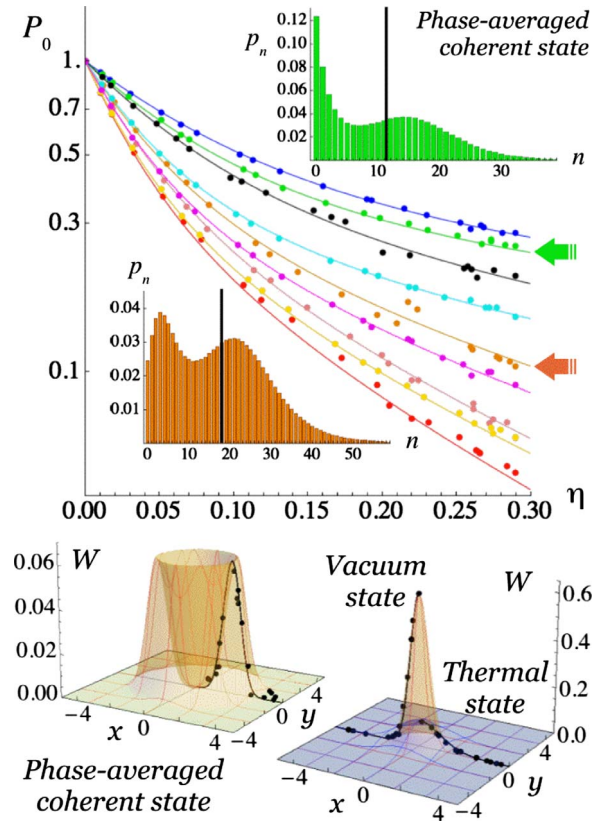 P0
1.
0.7
0.5
0.3
0.1
0.00 0.05 0.10 0.15 0.20 0.25 0.30 η
Phase-averaged
coherent state
pn
0.12
0.10
0.08
0.06
0.04
0.02
0 10 20 30 n
pn
0.04
0.03
0.02
0.01
0 10 20 30 40 50 n
0.06 W
0.04
0.02
0.00
-4 0 4
x
-4 0 4
y
Phase-averaged
coherent state
Vacuum
state
Thermal
state
W
0.6
0.4
0.2
0.0
-4 0 4
x
-4 0 4
y